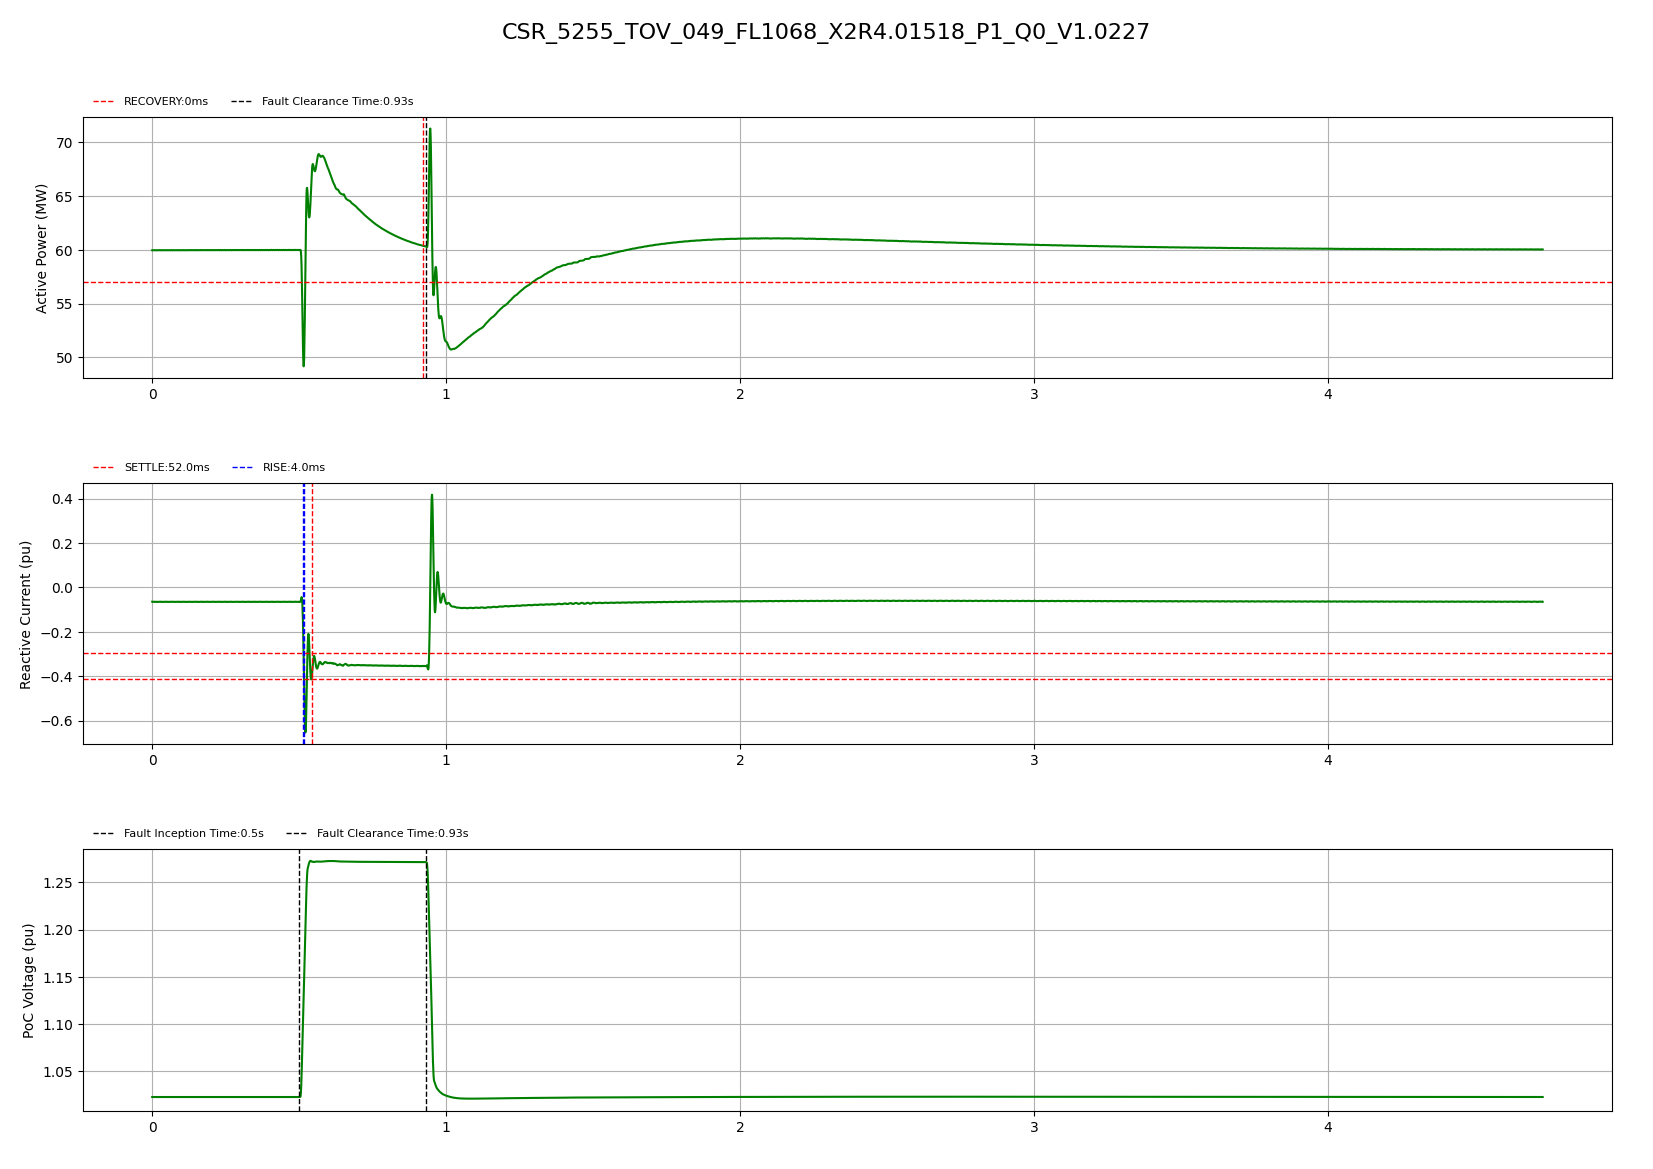 CSR_5255_TOV_049_FL1068_X2R4.01518_P1_Q0_V1.0227
RECOVERY:0ms Fault Clearance Time:0.93s
Active Power (MW)
70
65
60
55
50
0 1 2 3 4
SETTLE:52.0ms RISE:4.0ms
Reactive Current (pu)
0.4
0.2
0.0
−0.2
−0.4
−0.6
0 1 2 3 4
Fault Inception Time:0.5s Fault Clearance Time:0.93s
PoC Voltage (pu)
1.25
1.20
1.15
1.10
1.05
0 1 2 3 4